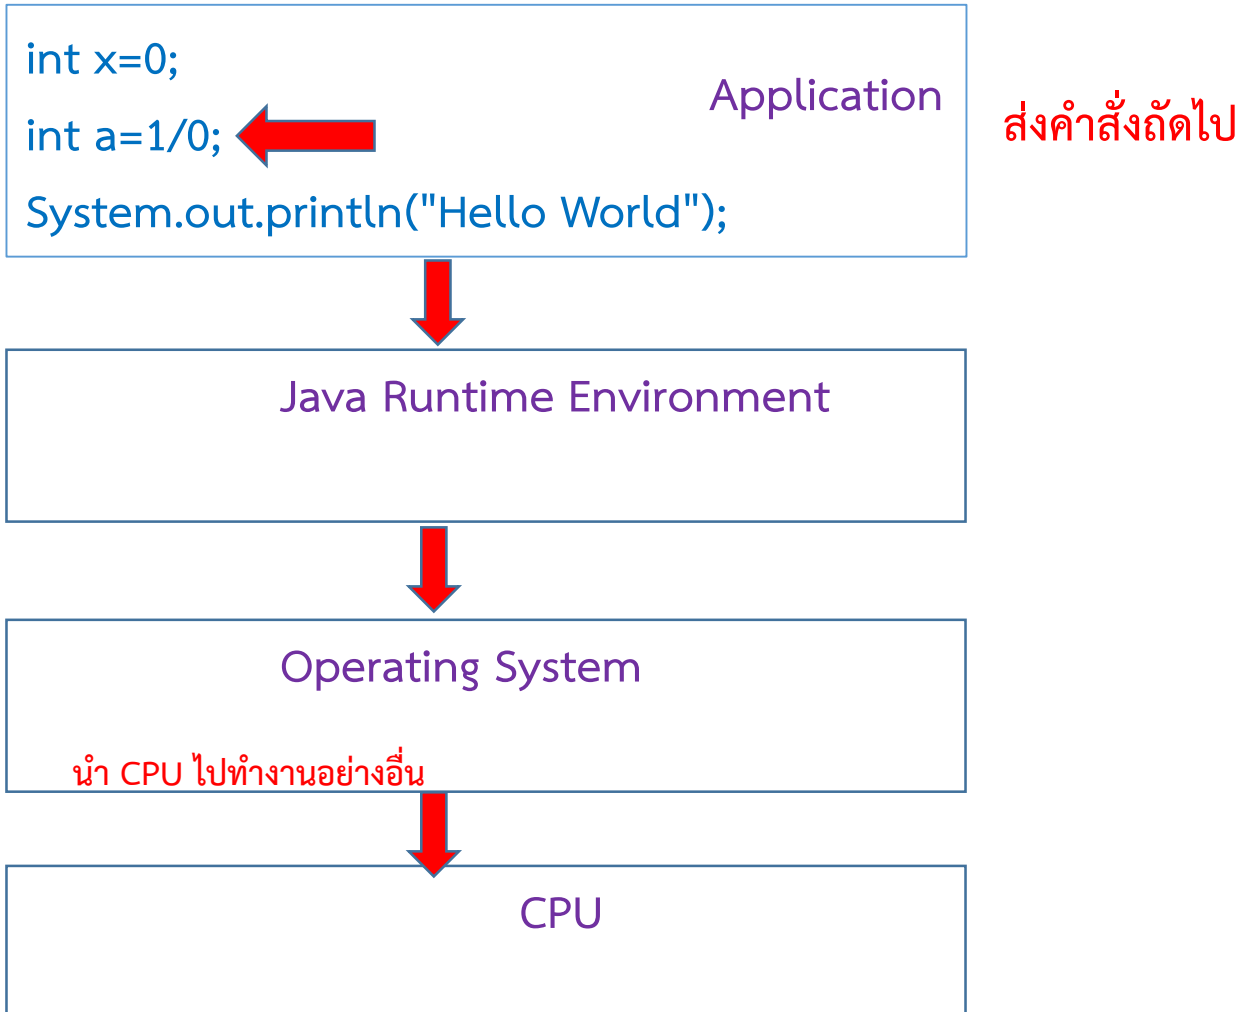 int x=0;
Application
ส่งคำสั่งถัดไป
int a=1/0;
System.out.println("Hello World");
Java Runtime Environment
Operating System
นำ CPU ไปทำงานอย่างอื่น
CPU